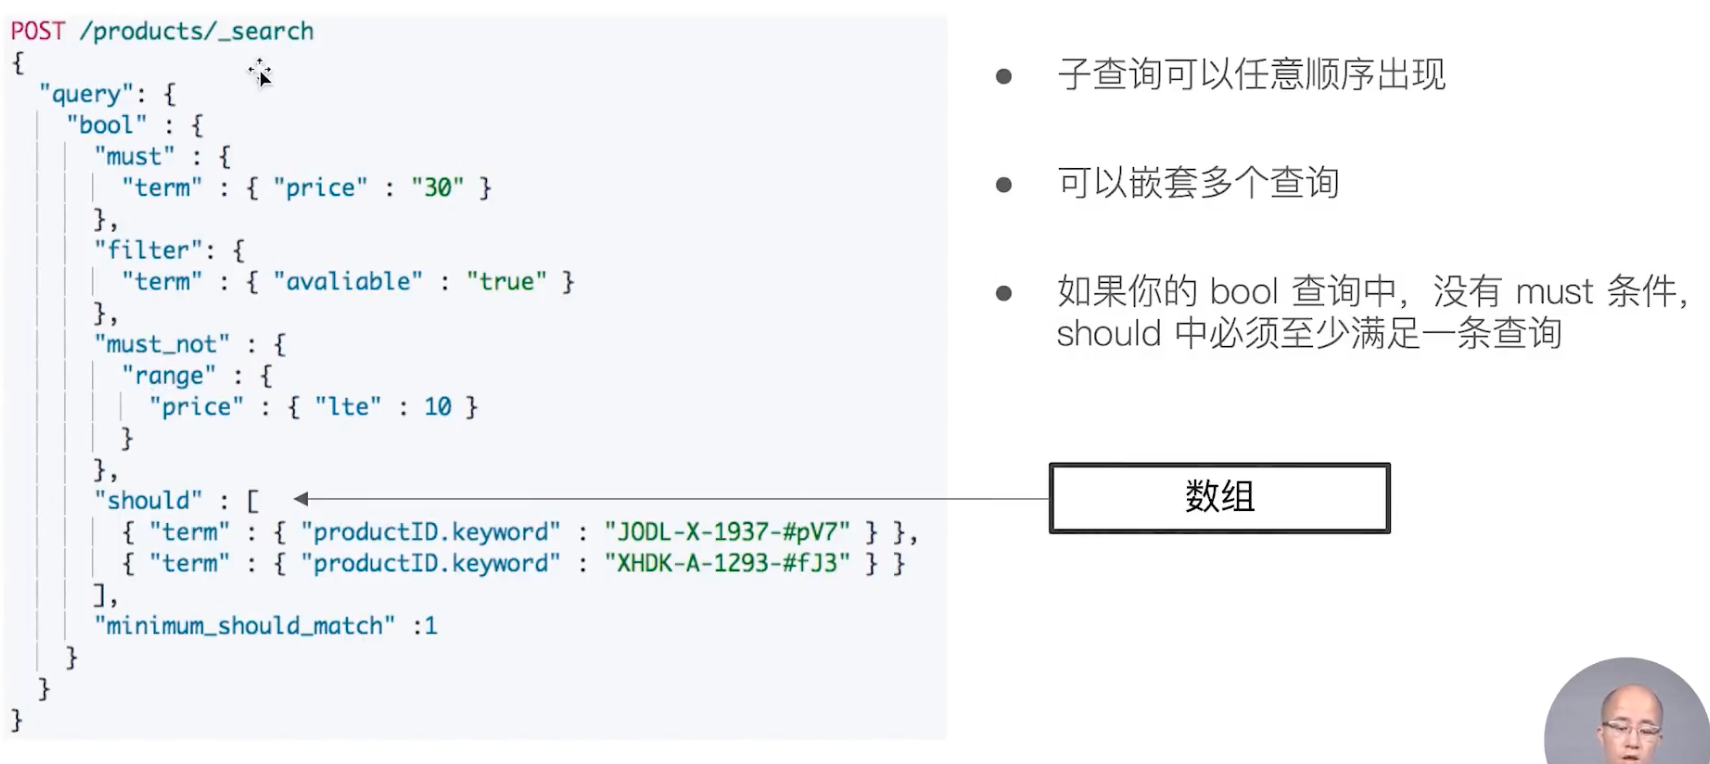 POST /products/_search
{
"query": {
"bool" : {
"must" : {
"term" : { "price" : "30" }
},
"filter": {
"term" : { "avaliable" : "true" }
},
"must_not" : {
"range" : {
"price" : { "lte" : 10 }
}
},
"should" : [
{ "term" : { "productID.keyword" : "JODL-X-1937-#pV7" } },
{ "term" : { "productID.keyword" : "XHDK-A-1293-#fJ3" } }
],
"minimum_should_match" :1
}
}
}
● 子查询可以任意顺序出现
● 可以嵌套多个查询
● 如果你的 bool 查询中，没有 must 条件，
should 中必须至少满足一条查询
数组